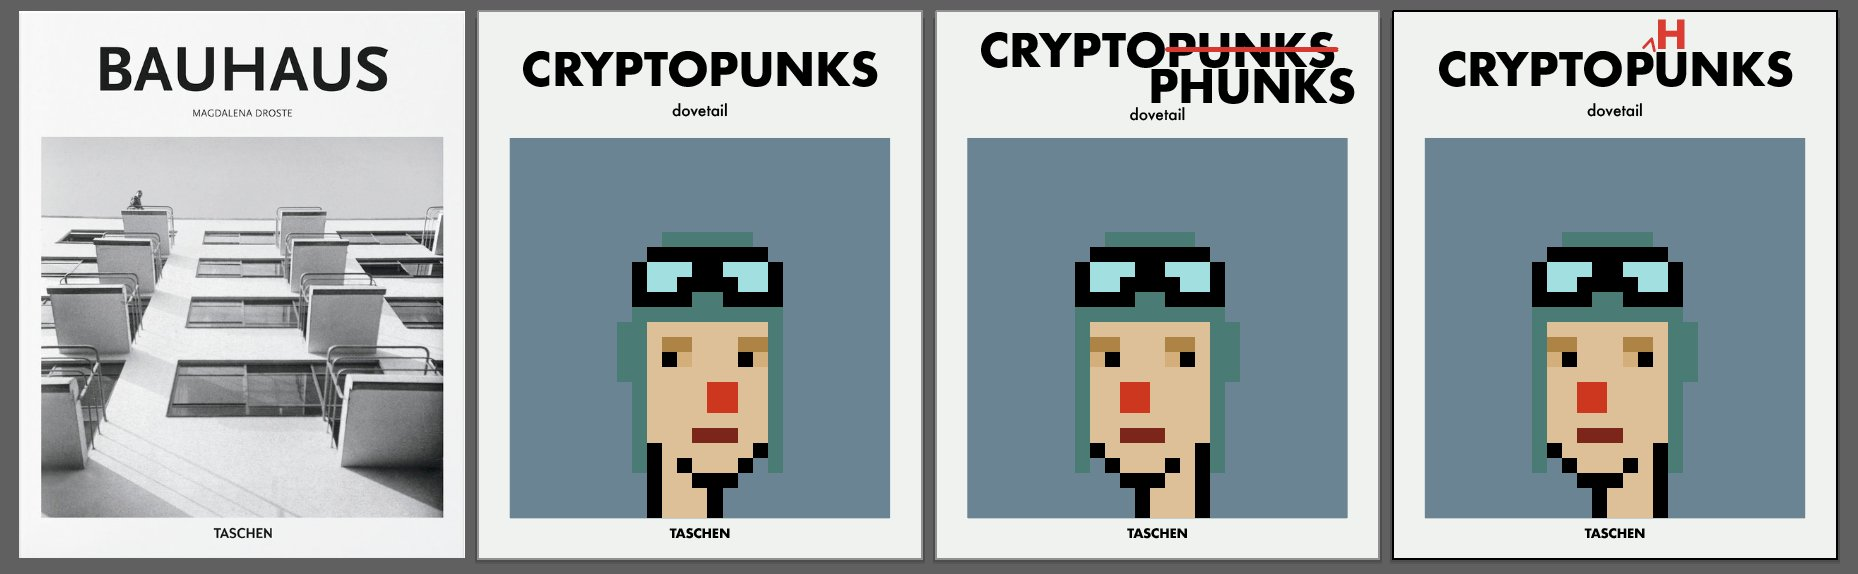 BAUHAUS
MAGDALENA DROSTE
TASCHEN
CRYPTOPUNKS
dovetail
TASCHEN
CRYPTOPUNKS
PHUNKS
dovetail
TASCHEN
H
CRYPTOPUNKS
dovetail
TASCHEN